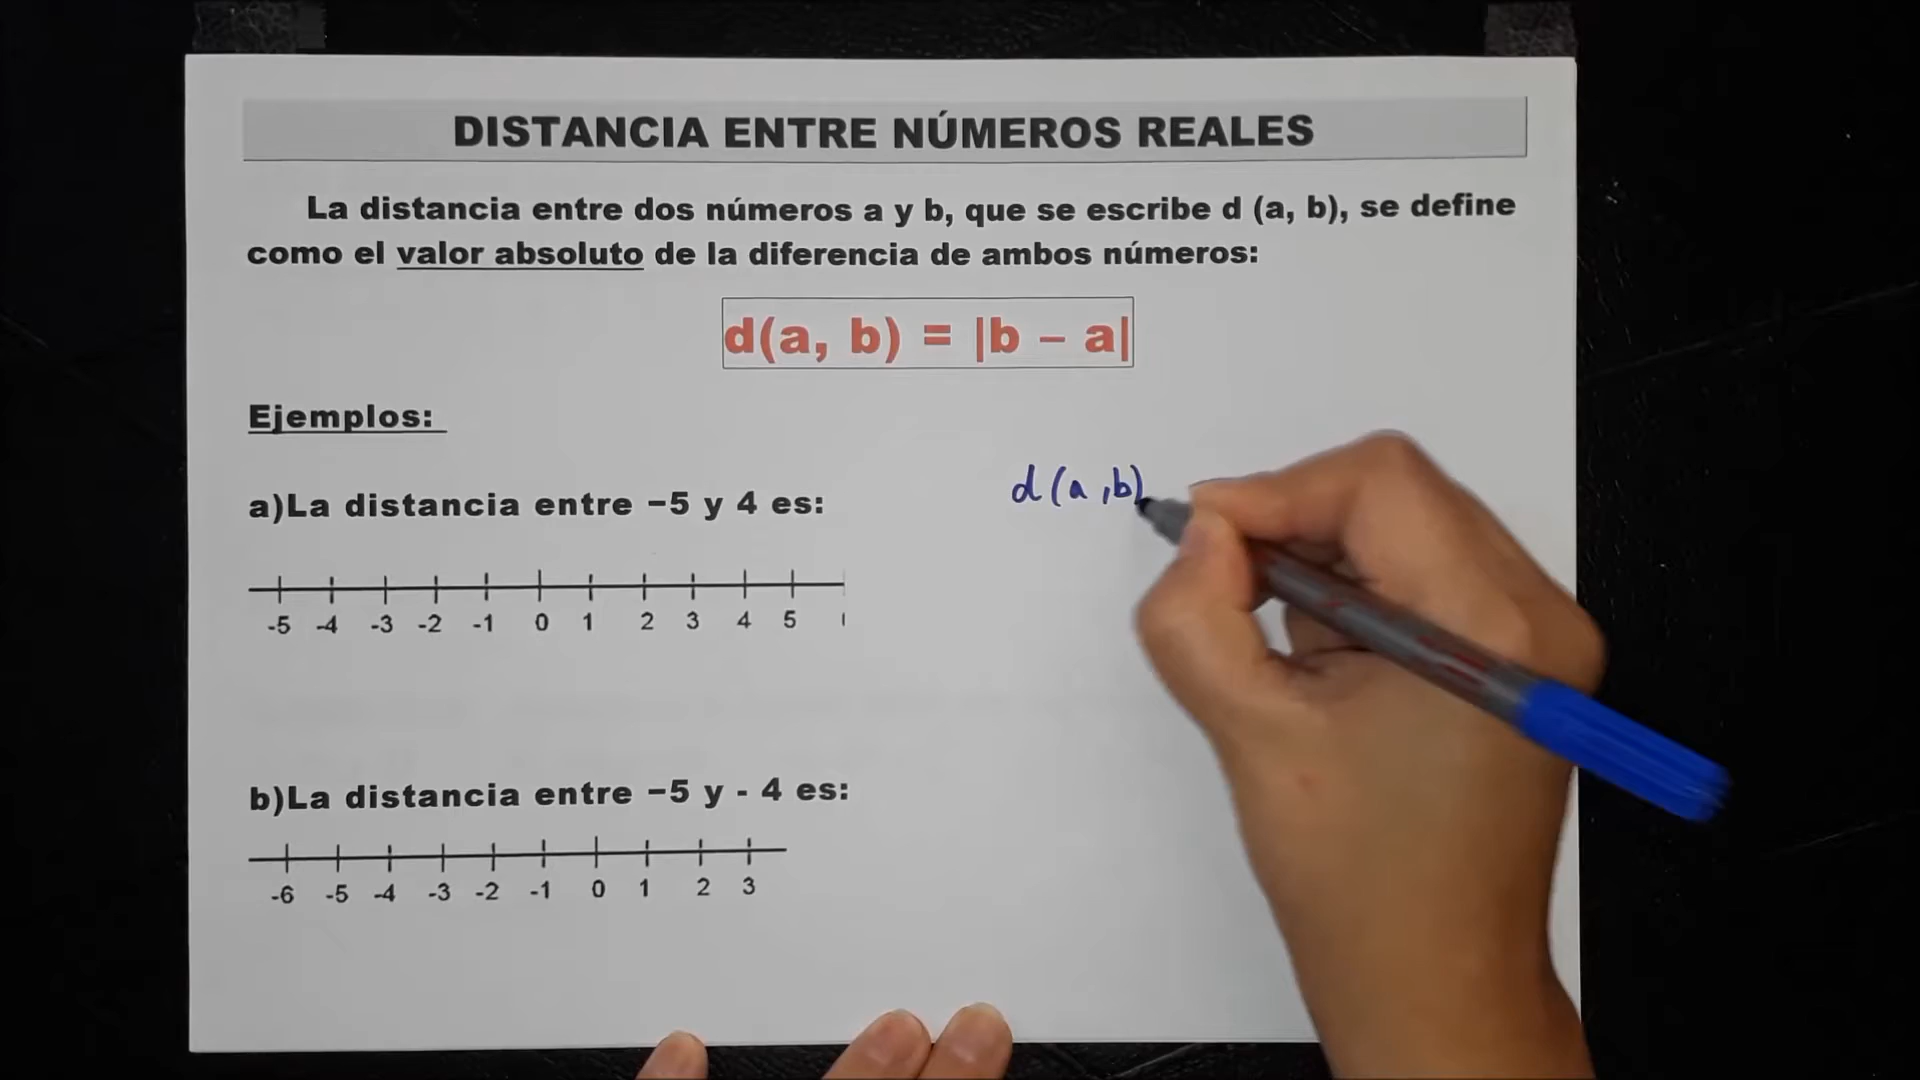 DISTANCIA ENTRE NÚMEROS REALES
La distancia entre dos números a y b, que se escribe d (a, b), se define
como el valor absoluto de la diferencia de ambos números:
d(a, b) = |b – a|
Ejemplos:
d(a,b)
a)La distancia entre −5 y 4 es:
-5 -4 -3 -2 -1 0 1 2 3 4 5
b)La distancia entre −5 y - 4 es:
-6 -5 -4 -3 -2 -1 0 1 2 3